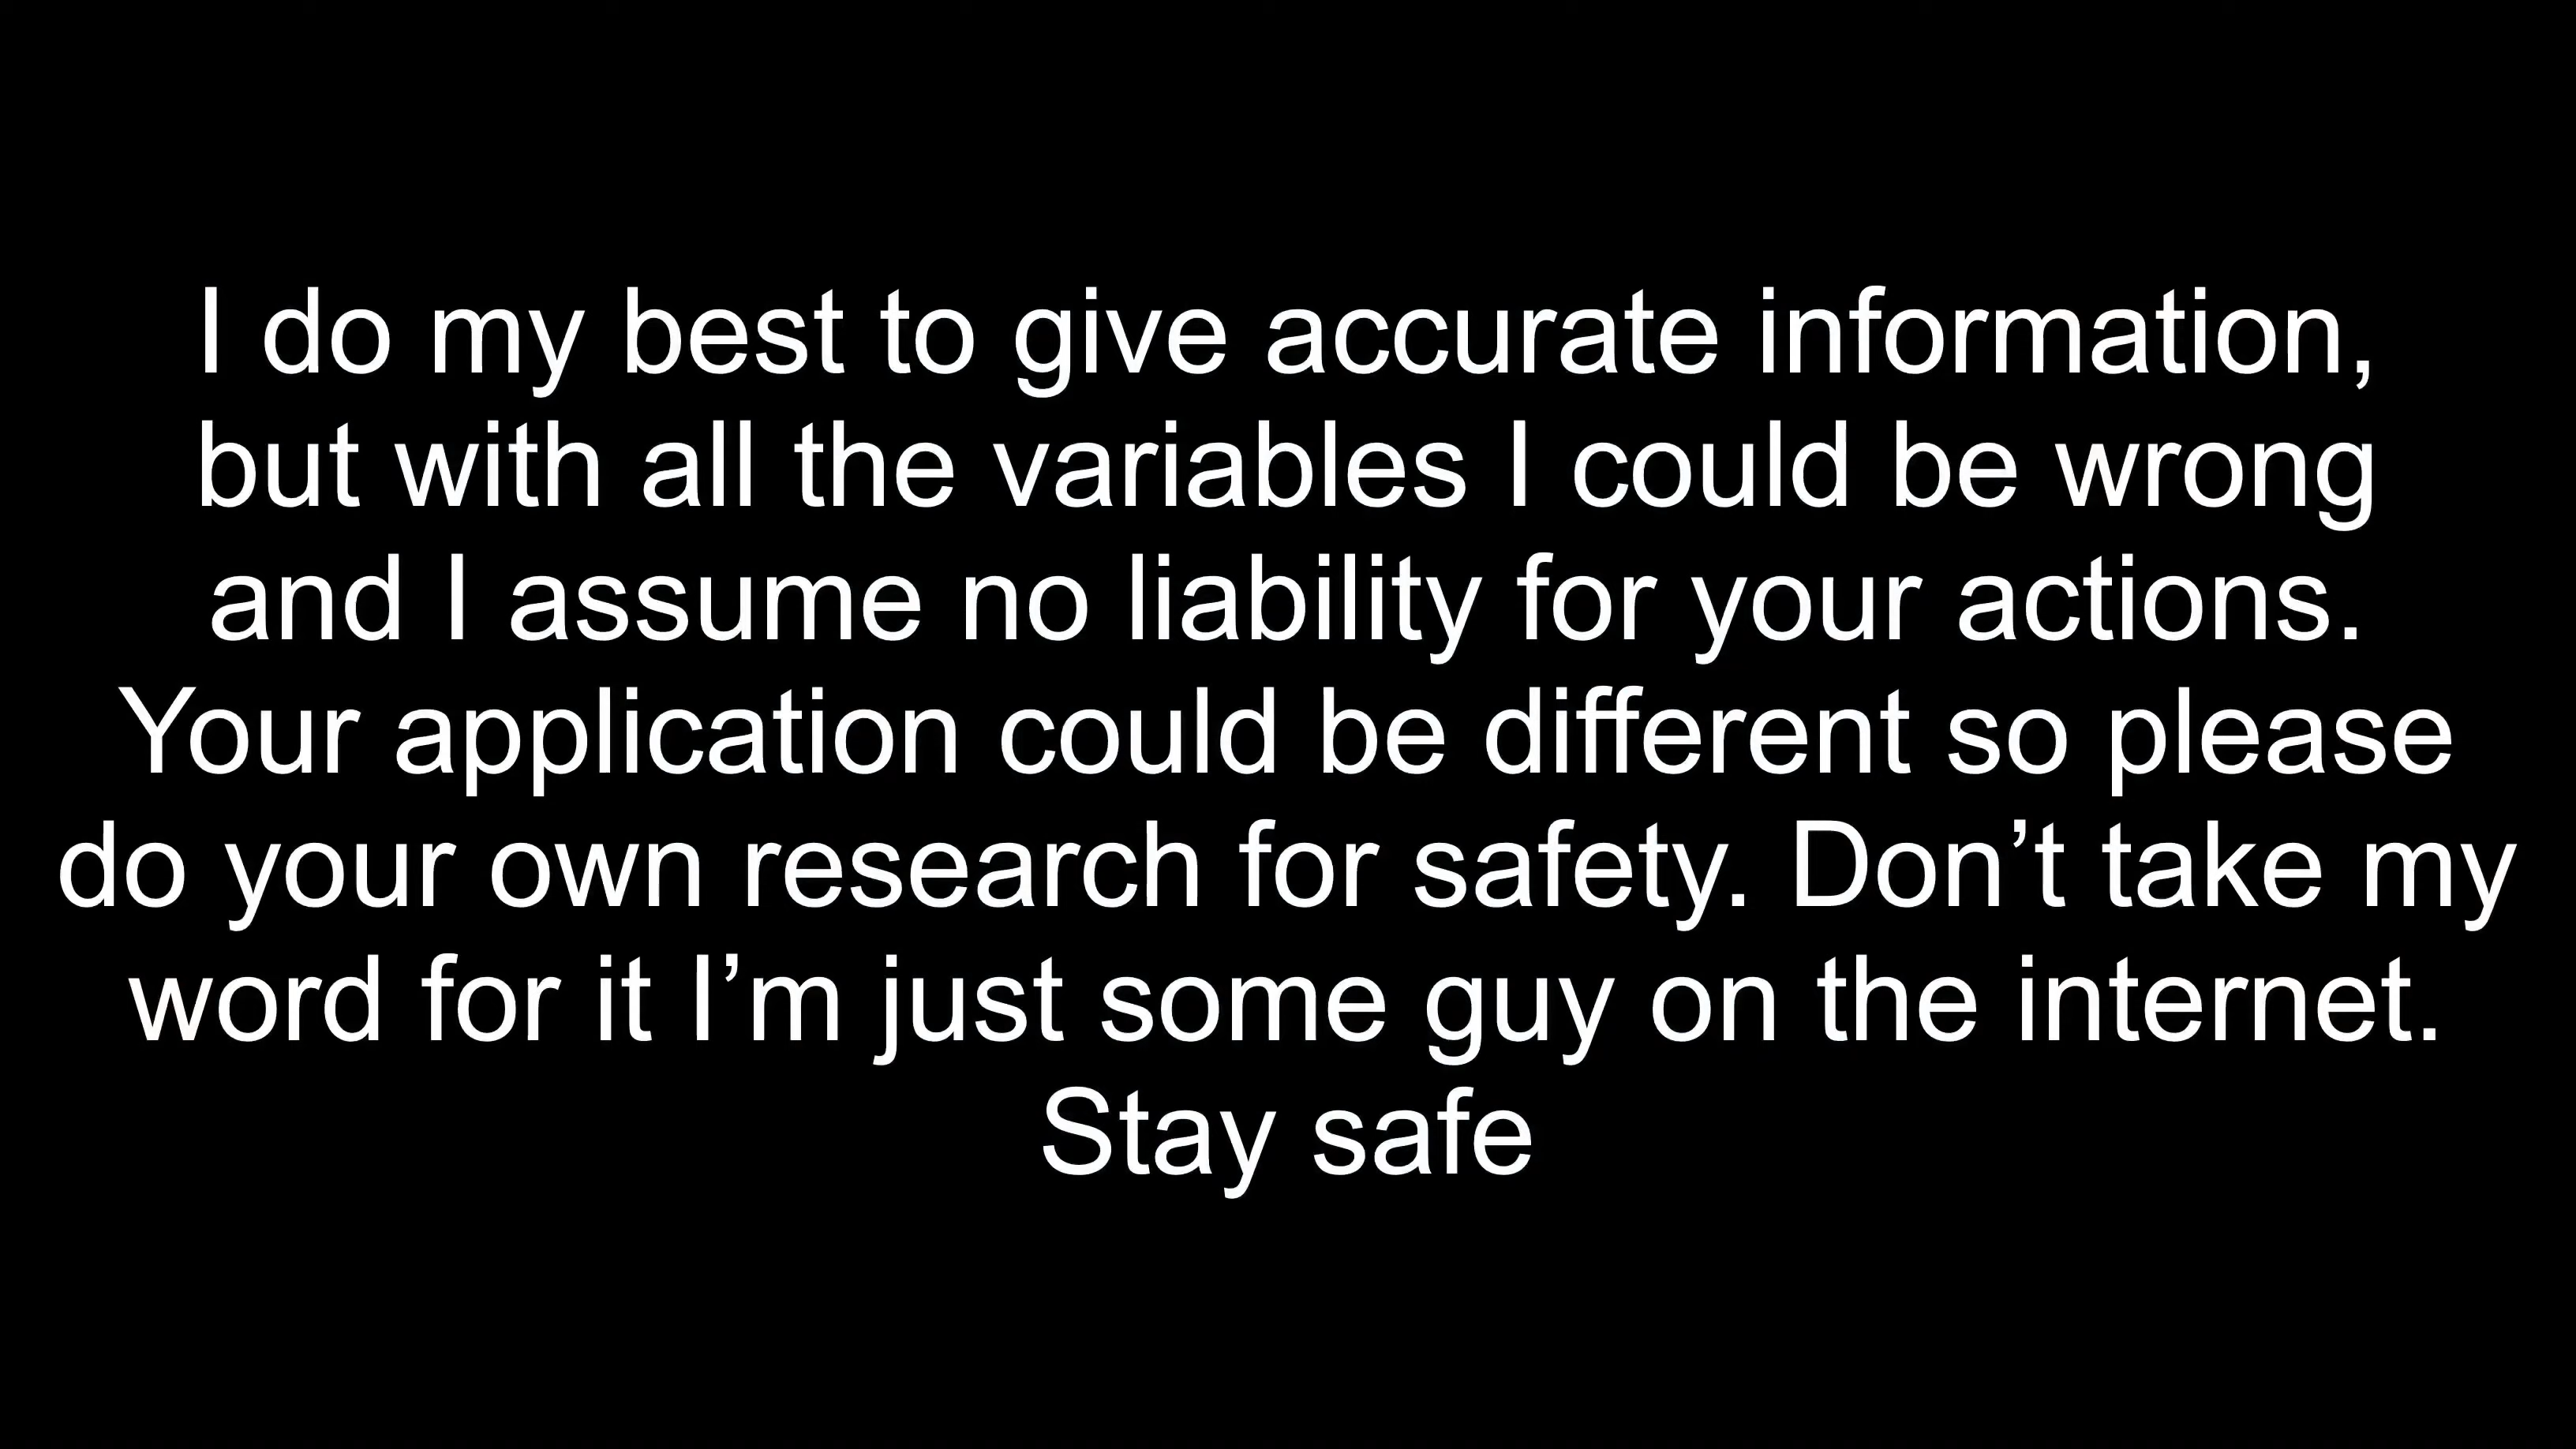 I do my best to give accurate information,
but with all the variables I could be wrong
and I assume no liability for your actions.
Your application could be different so please
do your own research for safety. Don’t take my
word for it I’m just some guy on the internet.
Stay safe